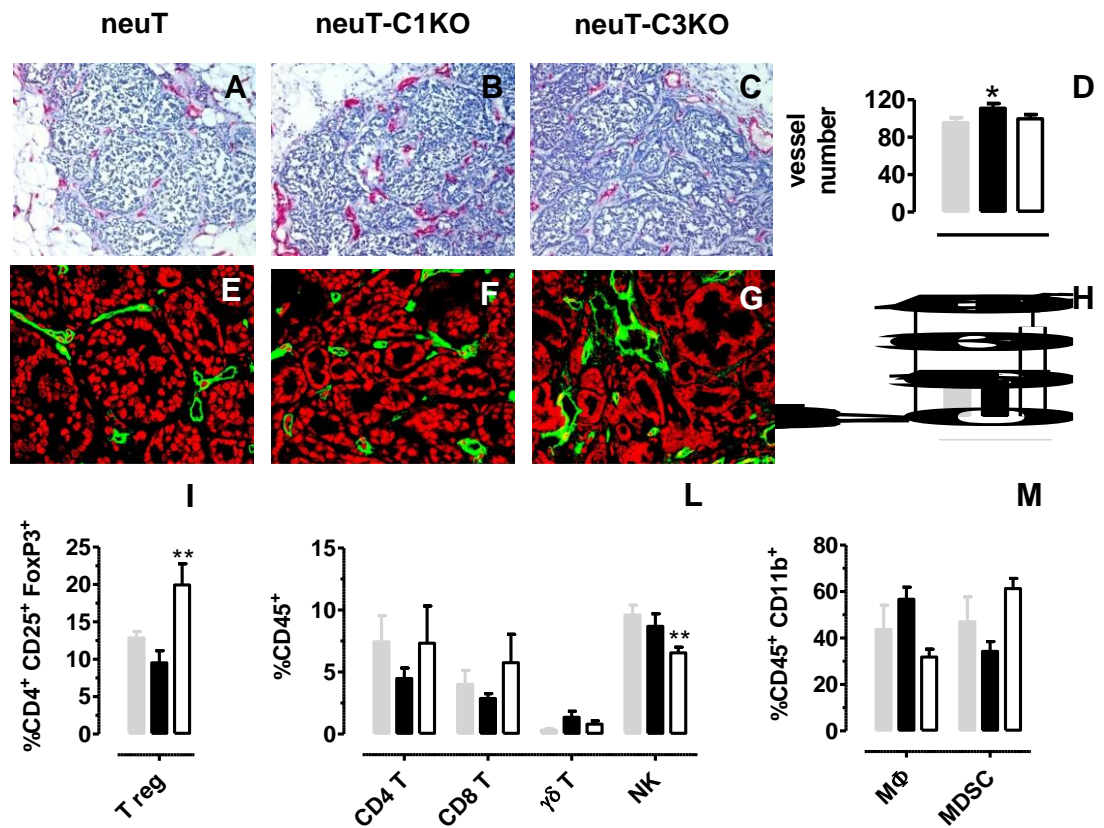 neuT neuT-C1KO neuT-C3KO
A B C D
vessel
number
120
80
40
0
*
E F G H
I L M
%CD4⁺ CD25⁺ FoxP3⁺
25
20
15
10
5
0
**
T reg
%CD45⁺
15
10
5
0
**
CD4 T
CD8 T
γδ T
NK
%CD45⁺ CD11b⁺
80
60
40
20
0
MΦ
MDSC